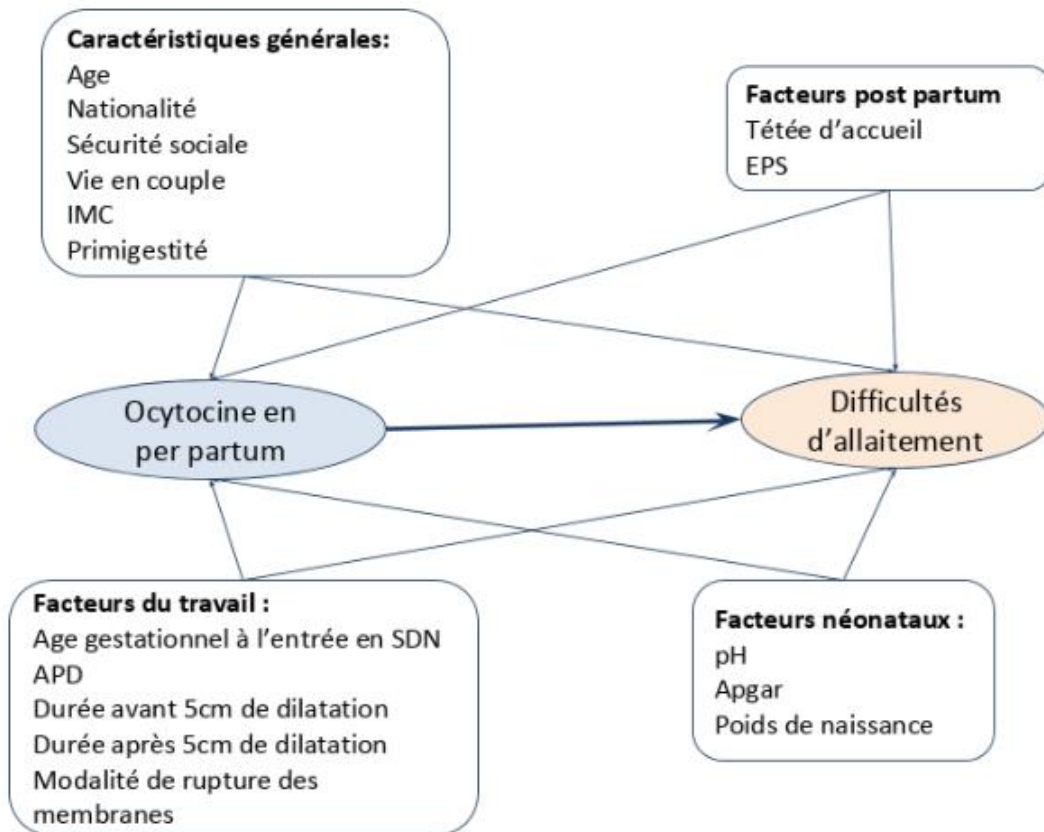 Caractéristiques générales:
Age
Nationalité
Sécurité sociale
Vie en couple
IMC
Primigestité
Facteurs post partum
Tétée d’accueil
EPS
Ocytocine en
per partum
Difficultés
d’allaitement
Facteurs du travail :
Age gestationnel à l’entrée en SDN
APD
Durée avant 5cm de dilatation
Durée après 5cm de dilatation
Modalité de rupture des
membranes
Facteurs néonataux :
pH
Apgar
Poids de naissance